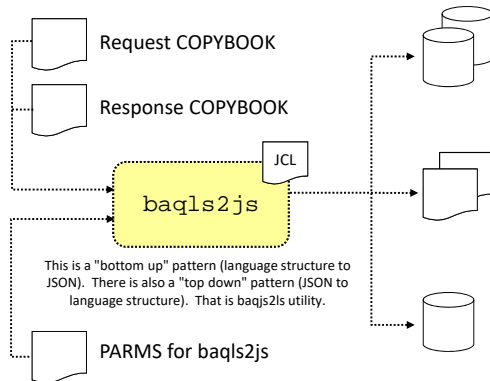 Request COPYBOOK
Response COPYBOOK
JCL
baqls2js
This is a "bottom up" pattern (language structure to
JSON).  There is also a "top down" pattern (JSON to
language structure).  That is baqjs2ls utility.
PARMS for baqls2js